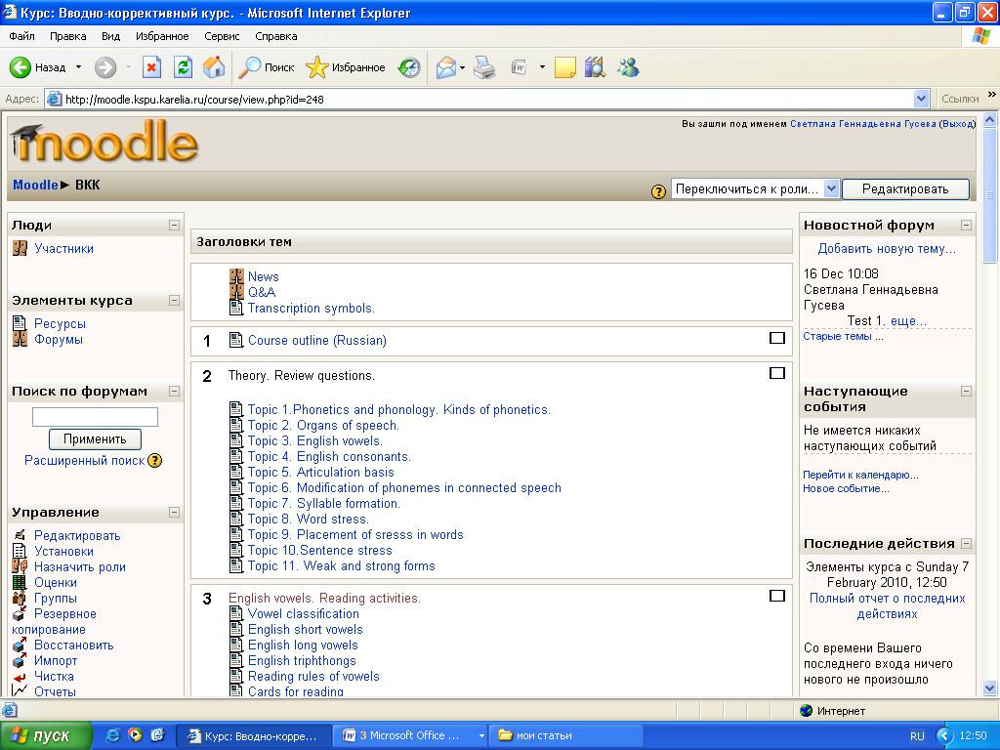 Курс: Вводно-коррективный курс. - Microsoft Internet Explorer
Файл Правка Вид Избранное Сервис Справка
Назад Поиск Избранное
Адрес: http://moodle.kspu.karelia.ru/course/view.php?id=248 Ссылки »
moodle
Вы зашли под именем Светлана Геннадьевна Гусева (Выход)
Moodle ► ВКК
? Переключиться к роли... Редактировать
Люди
Участники
Элементы курса
Ресурсы
Форумы
Поиск по форумам
Применить
Расширенный поиск ?
Управление
Редактировать
Установки
Назначить роли
Оценки
Группы
Резервное
копирование
Восстановить
Импорт
Чистка
Отчеты
Заголовки тем
News
Q&A
Transcription symbols.
1 Course outline (Russian)
2 Theory. Review questions.
Topic 1.Phonetics and phonology. Kinds of phonetics.
Topic 2. Organs of speech.
Topic 3. English vowels.
Topic 4. English consonants.
Topic 5. Articulation basis
Topic 6. Modification of phonemes in connected speech
Topic 7. Syllable formation.
Topic 8. Word stress.
Topic 9. Placement of sresss in words
Topic 10.Sentence stress
Topic 11. Weak and strong forms
3 English vowels. Reading activities.
Vowel classification
English short vowels
English long vowels
English triphthongs
Reading rules of vowels
Cards for reading
Новостной форум
Добавить новую тему...
16 Dec 10:08
Светлана Геннадьевна
Гусева
Test 1. еще...
Старые темы ...
Наступающие
события
Не имеется никаких
наступающих событий
Перейти к календарю...
Новое событие...
Последние действия
Элементы курса с Sunday 7
February 2010, 12:50
Полный отчет о последних
действиях
Со времени Вашего
последнего входа ничего
нового не произошло
Интернет
пуск Курс: Вводно-корре... 3 Microsoft Office ... мои статьи RU 12:50